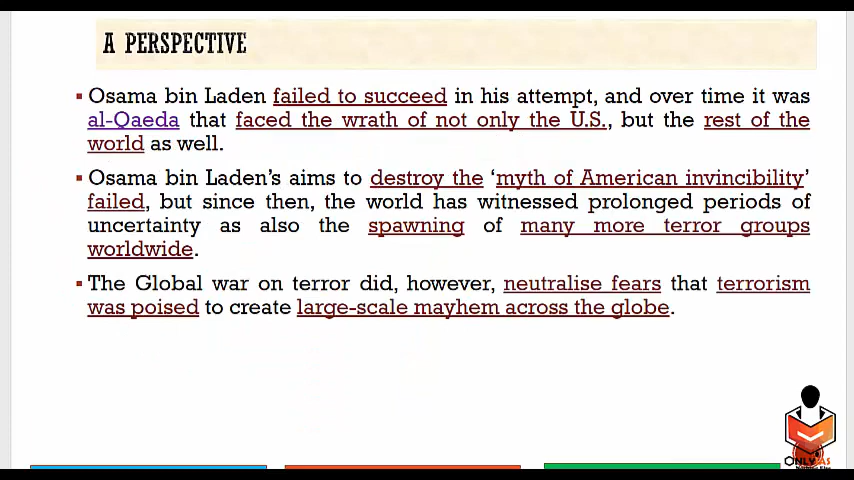 A PERSPECTIVE
▪ Osama bin Laden failed to succeed in his attempt, and over time it was
al-Qaeda that faced the wrath of not only the U.S., but the rest of the
world as well.
▪ Osama bin Laden’s aims to destroy the ‘myth of American invincibility’
failed, but since then, the world has witnessed prolonged periods of
uncertainty as also the spawning of many more terror groups
worldwide.
▪ The Global war on terror did, however, neutralise fears that terrorism
was poised to create large-scale mayhem across the globe.
ONLYIAS